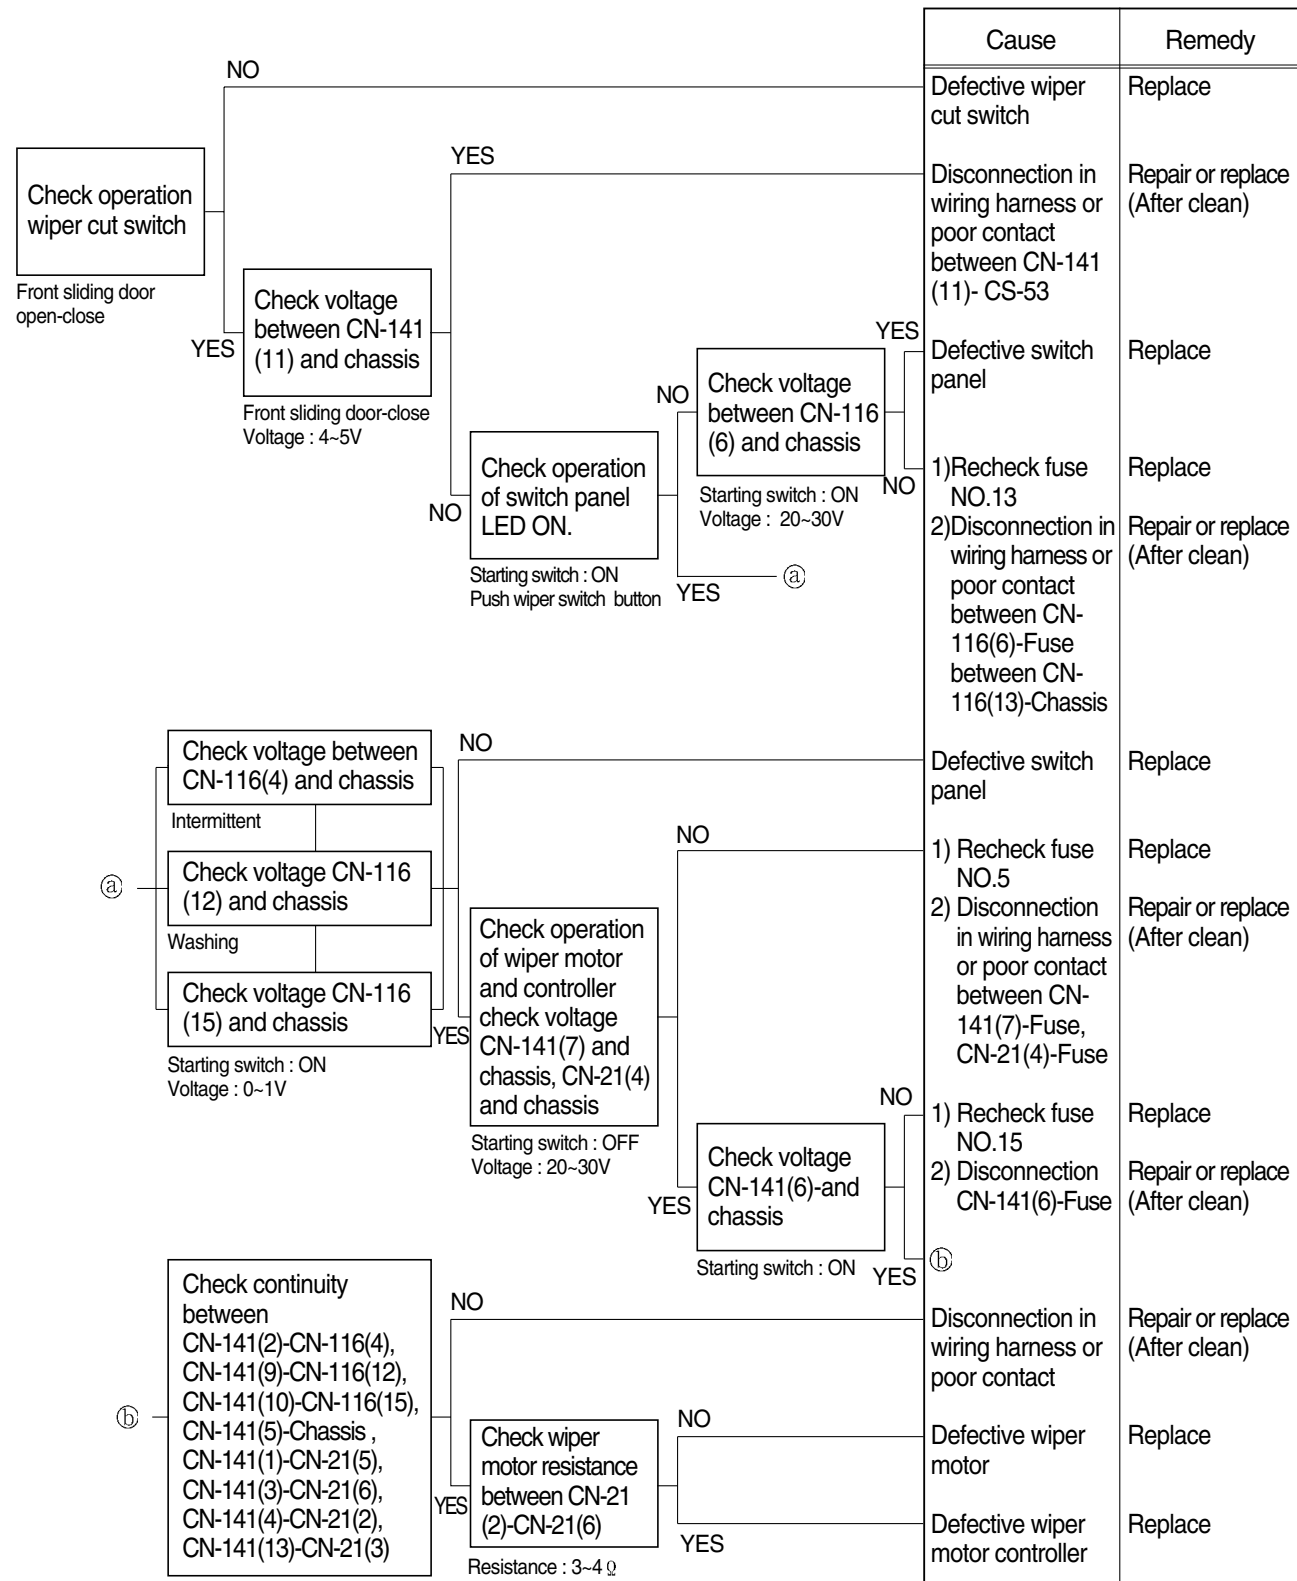 Cause
Remedy
NO
Defective wiper
cut switch
Replace
YES
Check operation
wiper cut switch
Front sliding door
open-close
Disconnection in
wiring harness or
poor contact
between CN-141
(11)- CS-53
Repair or replace
(After clean)
YES
Check voltage
between CN-141
(11) and chassis
Front sliding door-close
Voltage : 4~5V
YES
Defective switch
panel
Replace
NO
Check voltage
between CN-116
(6) and chassis
Starting switch : ON
Voltage :  20~30V
NO
Check operation
of switch panel
LED ON.
Starting switch : ON
Push wiper switch  button
NO
YES
ⓐ
1)Recheck fuse
NO.13
Replace
2)Disconnection in
wiring harness or
poor contact
between CN-
116(6)-Fuse
between CN-
116(13)-Chassis
Repair or replace
(After clean)
Check voltage between
CN-116(4) and chassis
Intermittent
NO
Defective switch
panel
Replace
ⓐ
Check voltage CN-116
(12) and chassis
Washing
Check voltage CN-116
(15) and chassis
Starting switch : ON
Voltage : 0~1V
YES
Check operation
of wiper motor
and controller
check voltage
CN-141(7) and
chassis, CN-21(4)
and chassis
Starting switch : OFF
Voltage : 20~30V
NO
1) Recheck fuse
NO.5
Replace
2) Disconnection
in wiring harness
or poor contact
between CN-
141(7)-Fuse,
CN-21(4)-Fuse
Repair or replace
(After clean)
YES
Check voltage
CN-141(6)-and
chassis
Starting switch : ON
NO
1) Recheck fuse
NO.15
Replace
2) Disconnection
CN-141(6)-Fuse
Repair or replace
(After clean)
YES
ⓑ
ⓑ
Check continuity
between
CN-141(2)-CN-116(4),
CN-141(9)-CN-116(12),
CN-141(10)-CN-116(15),
CN-141(5)-Chassis ,
CN-141(1)-CN-21(5),
CN-141(3)-CN-21(6),
CN-141(4)-CN-21(2),
CN-141(13)-CN-21(3)
NO
Disconnection in
wiring harness or
poor contact
Repair or replace
(After clean)
YES
Check wiper
motor resistance
between CN-21
(2)-CN-21(6)
Resistance : 3~4 Ω
NO
Defective wiper
motor
Replace
YES
Defective wiper
motor controller
Replace